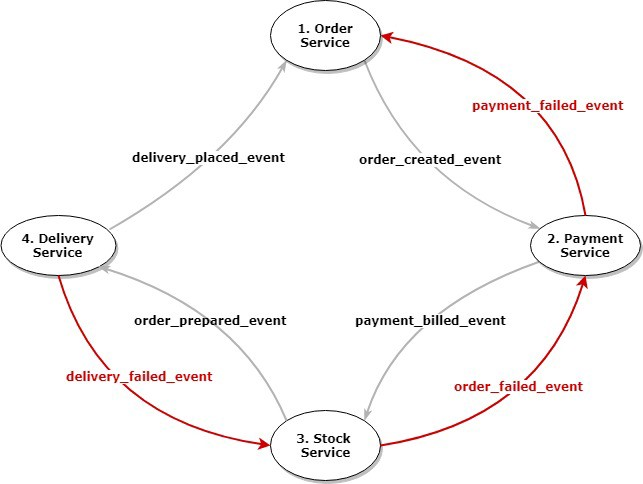 1. Order
Service
payment_failed_event
delivery_placed_event
order_created_event
4. Delivery
Service
2. Payment
Service
order_prepared_event
payment_billed_event
delivery_failed_event
order_failed_event
3. Stock
Service